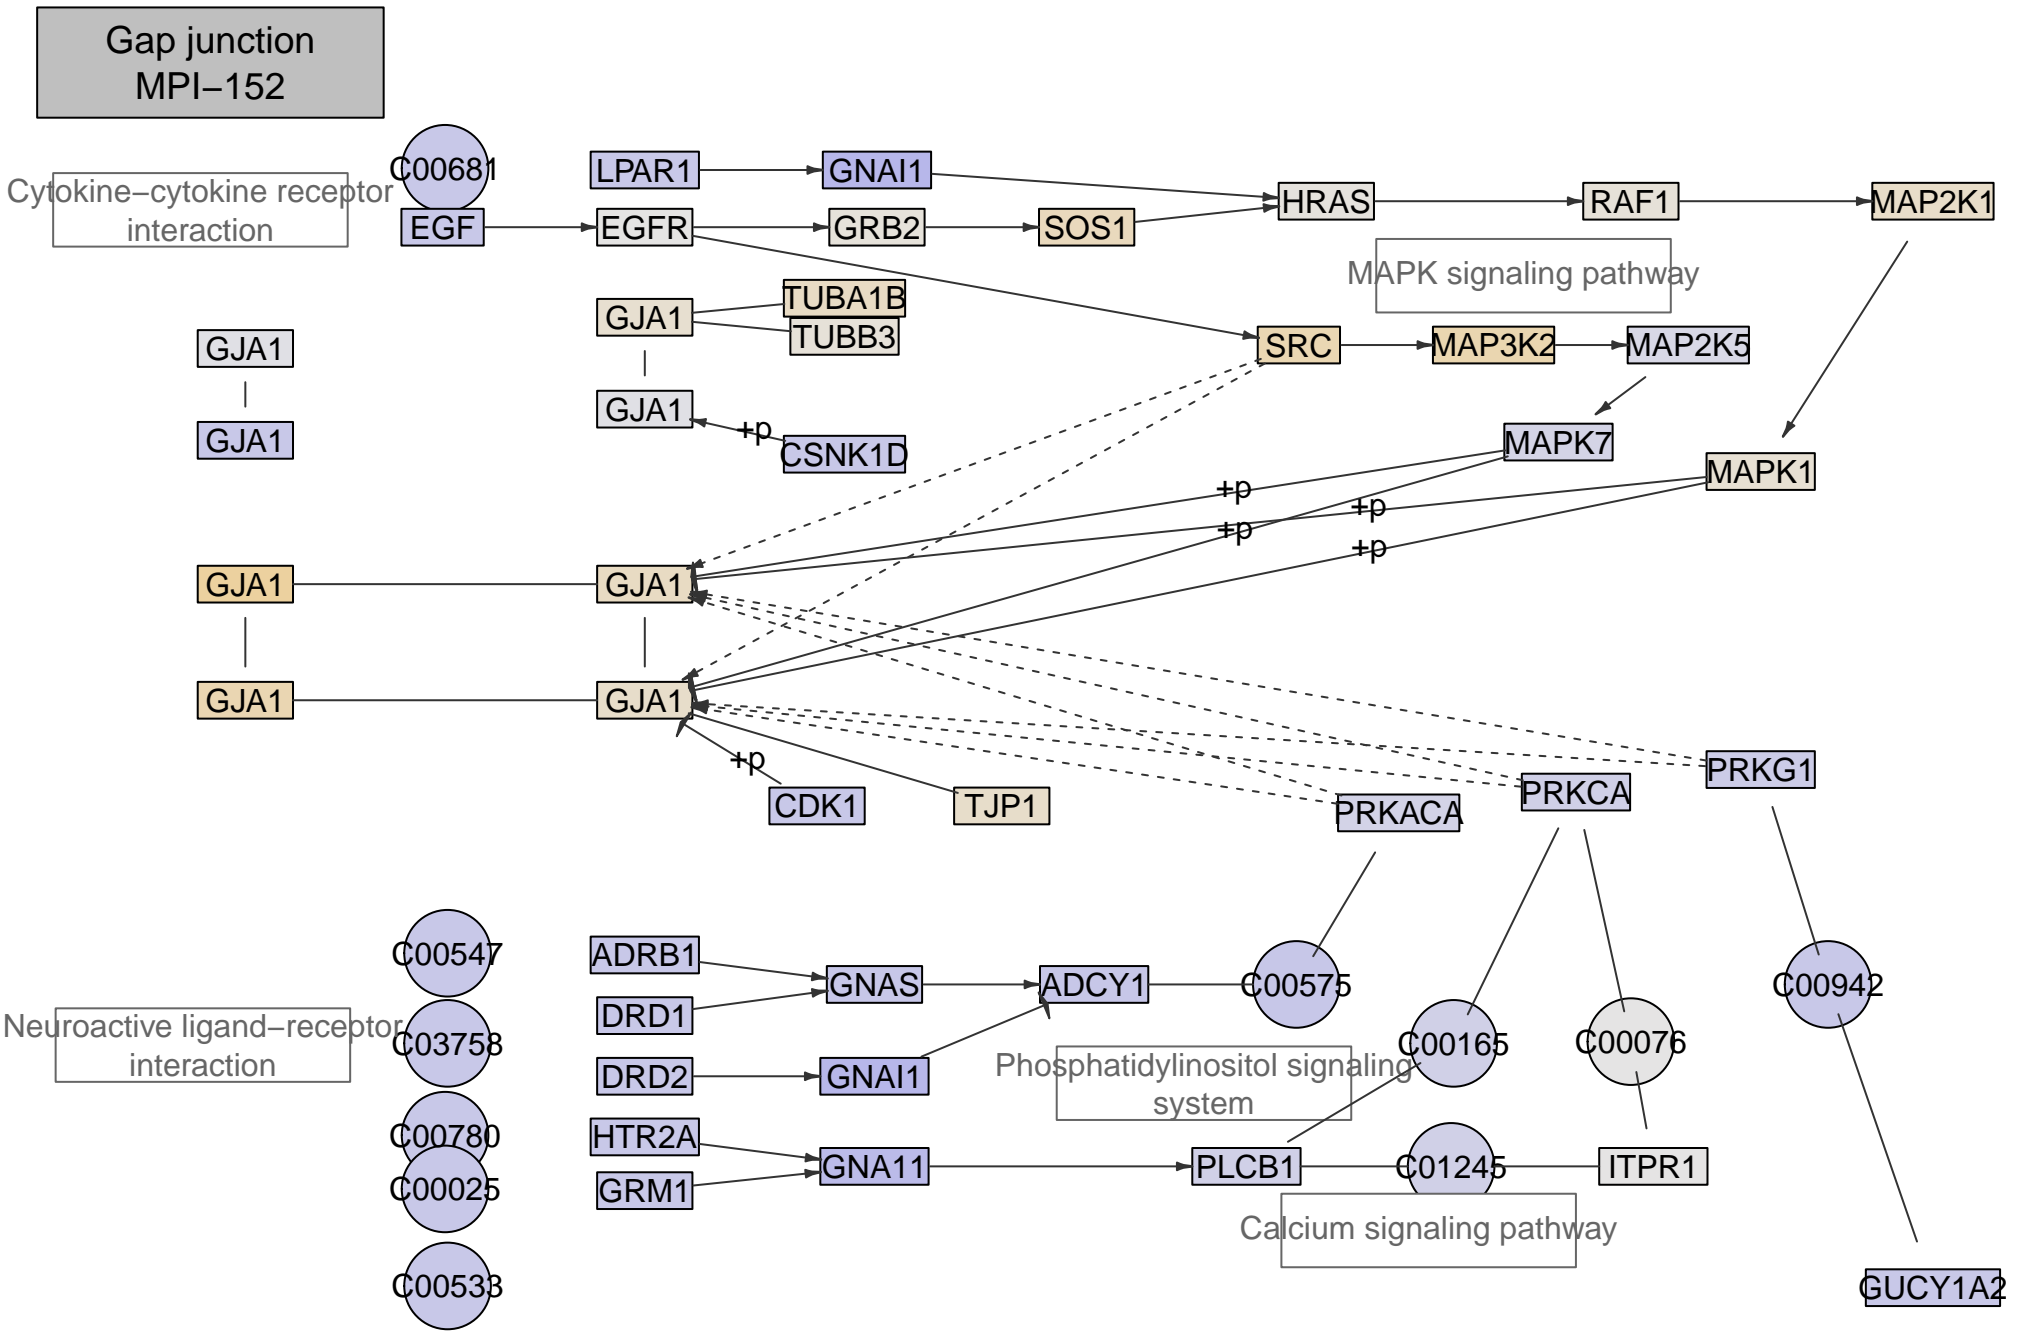 Gap junction
MPI−152
C00681
LPAR1
GNAI1
Cytokine−cytokine receptor
interaction
HRAS
RAF1
MAP2K1
EGF
EGFR
GRB2
SOS1
MAPK signaling pathway
TUBA1B
GJA1
TUBB3
GJA1
SRC
MAP3K2
MAP2K5
GJA1
+p
GJA1
CSNK1D
MAPK7
MAPK1
+p
+p
+p
+p
GJA1
GJA1
GJA1
GJA1
+p
CDK1
TJP1
PRKACA
PRKCA
PRKG1
C00547
ADRB1
GNAS
ADCY1
C00575
C00942
DRD1
Neuroactive ligand−receptor
interaction
C03758
C00165
C00076
DRD2
GNAI1
Phosphatidylinositol signaling
system
C00780
HTR2A
GNA11
PLCB1
C01245
ITPR1
C00025
GRM1
Calcium signaling pathway
C00533
GUCY1A2